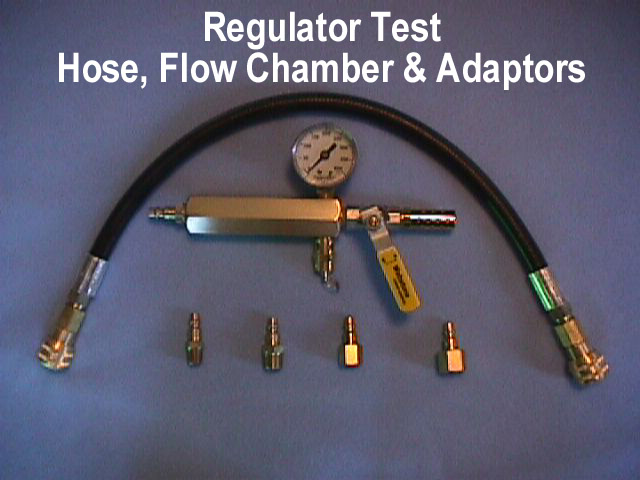 Regulator Test
Hose, Flow Chamber & Adaptors